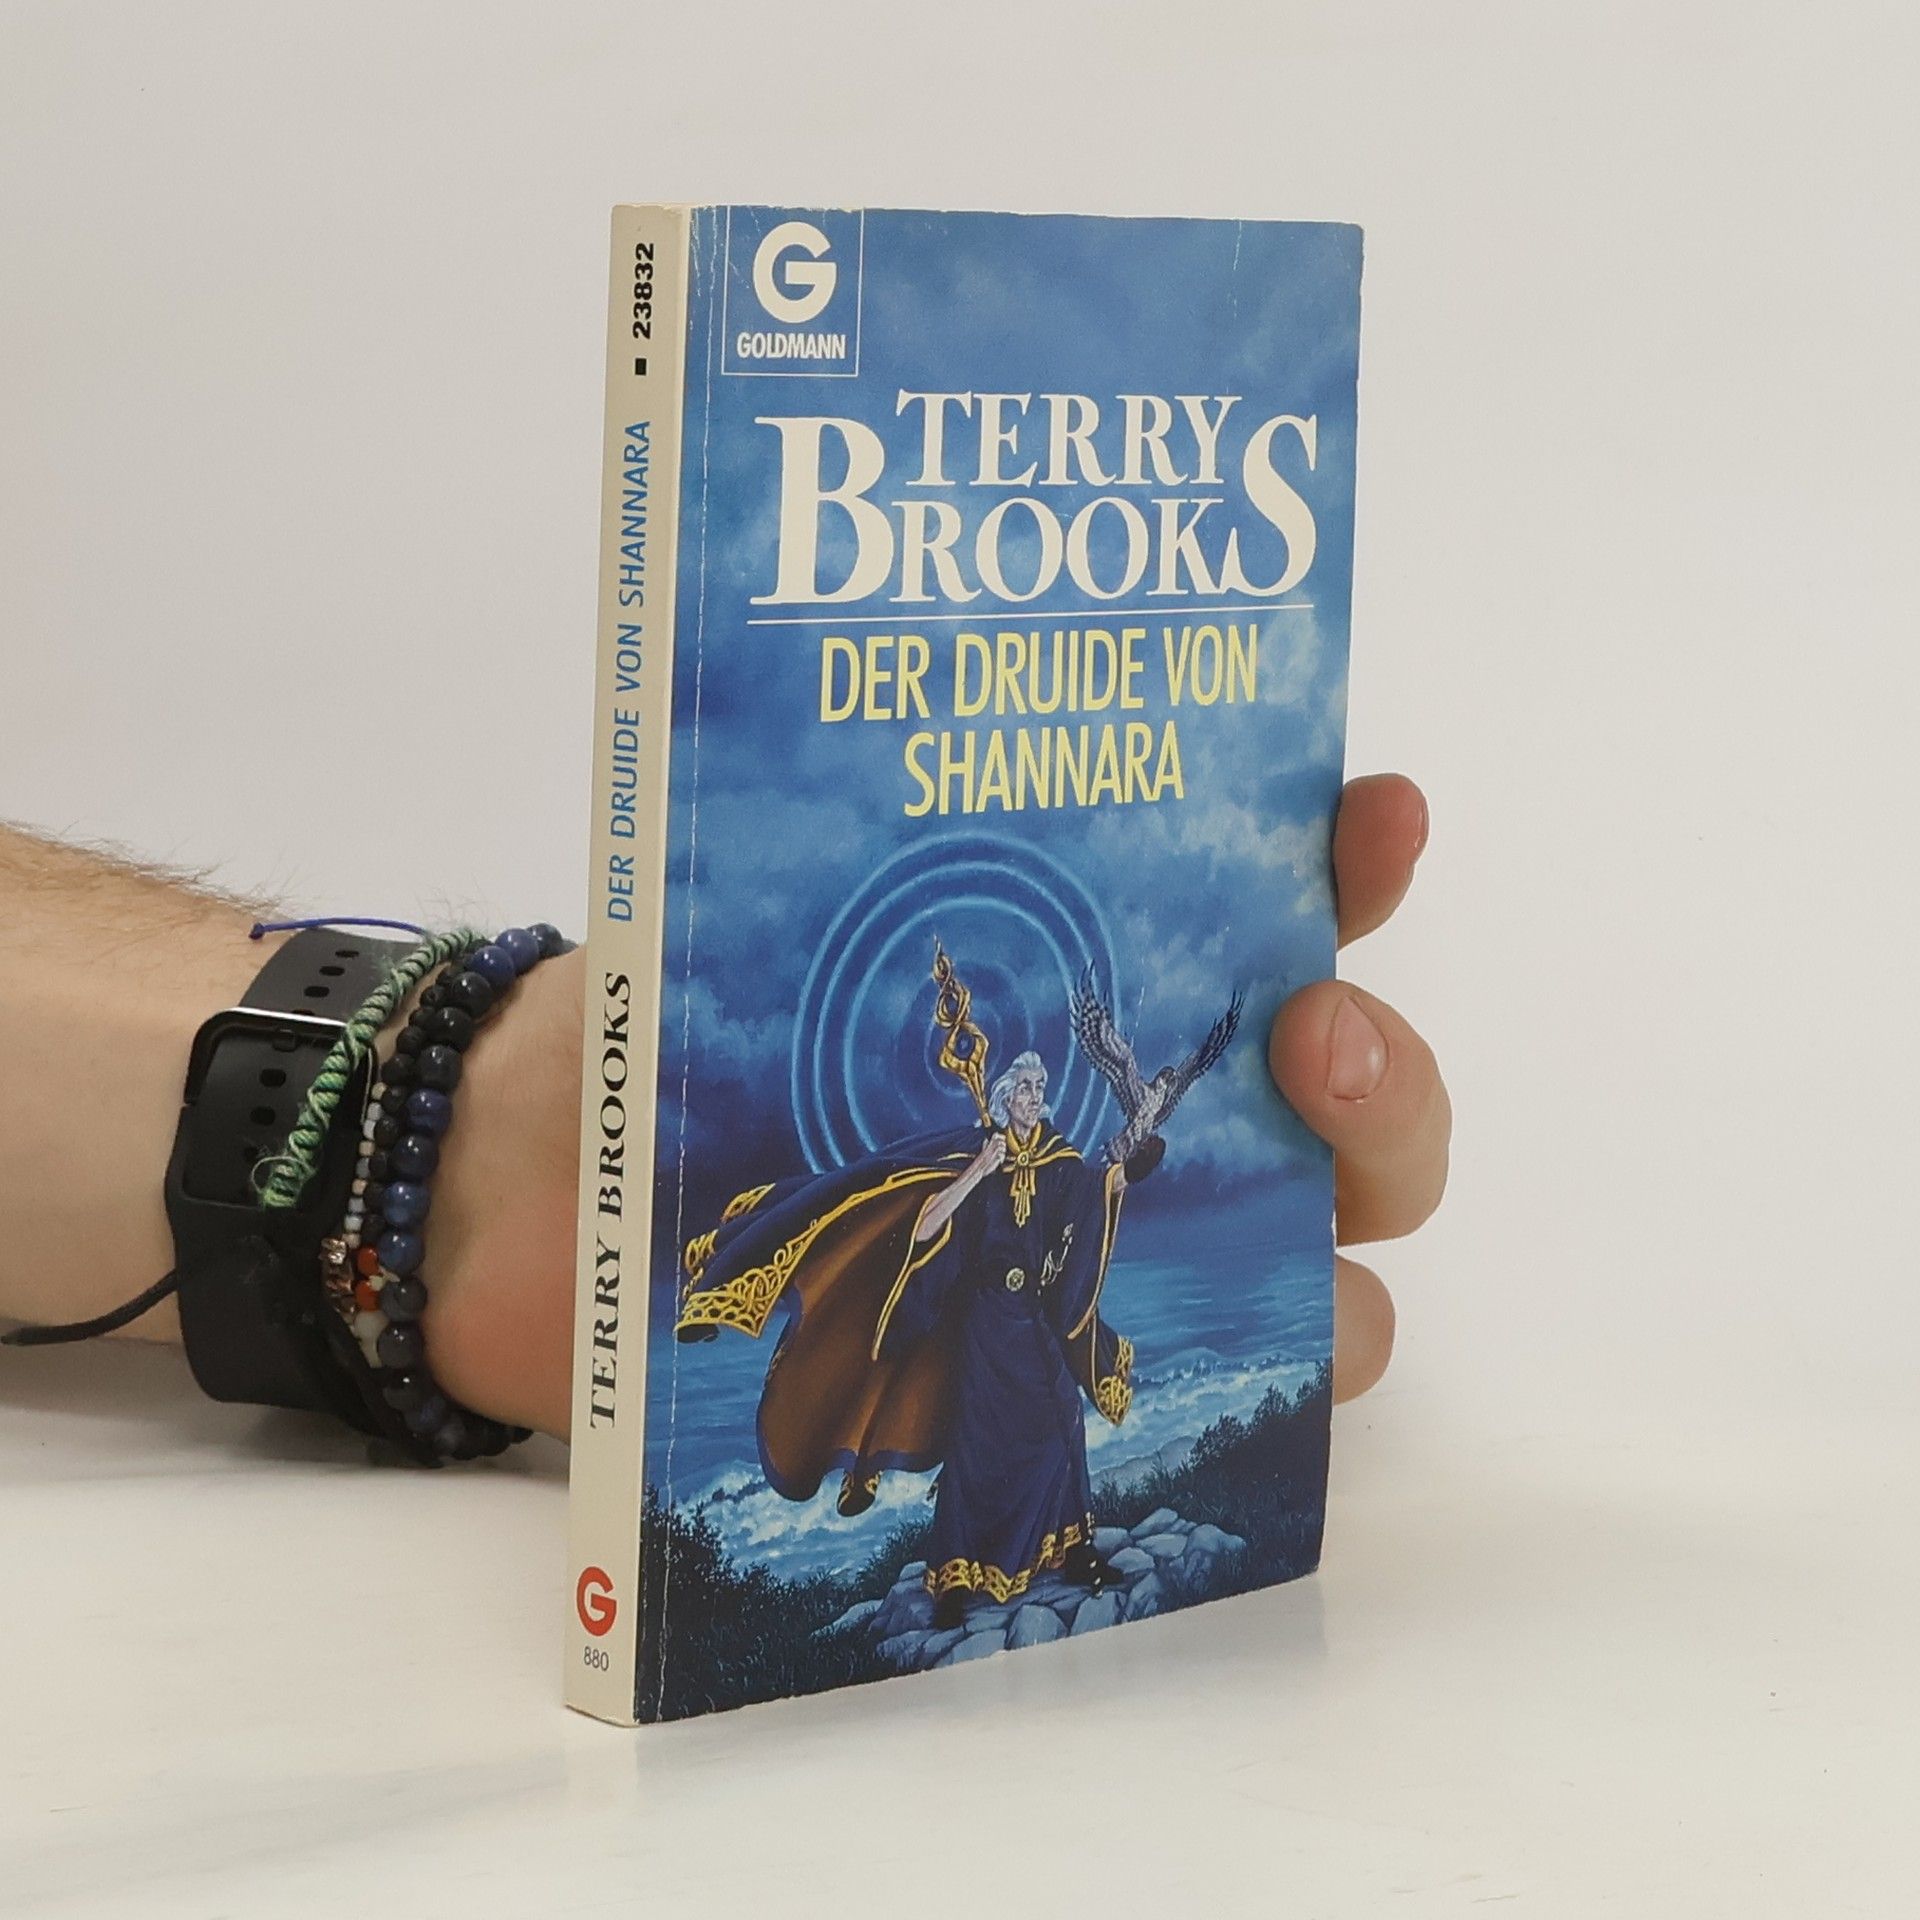 G
GOLDMANN
TERRY
BROOKS
DER DRUIDE VON
SHANNARA
TERRY BROOKS DER DRUIDE VON SHANNARA ■ 23832
G
880